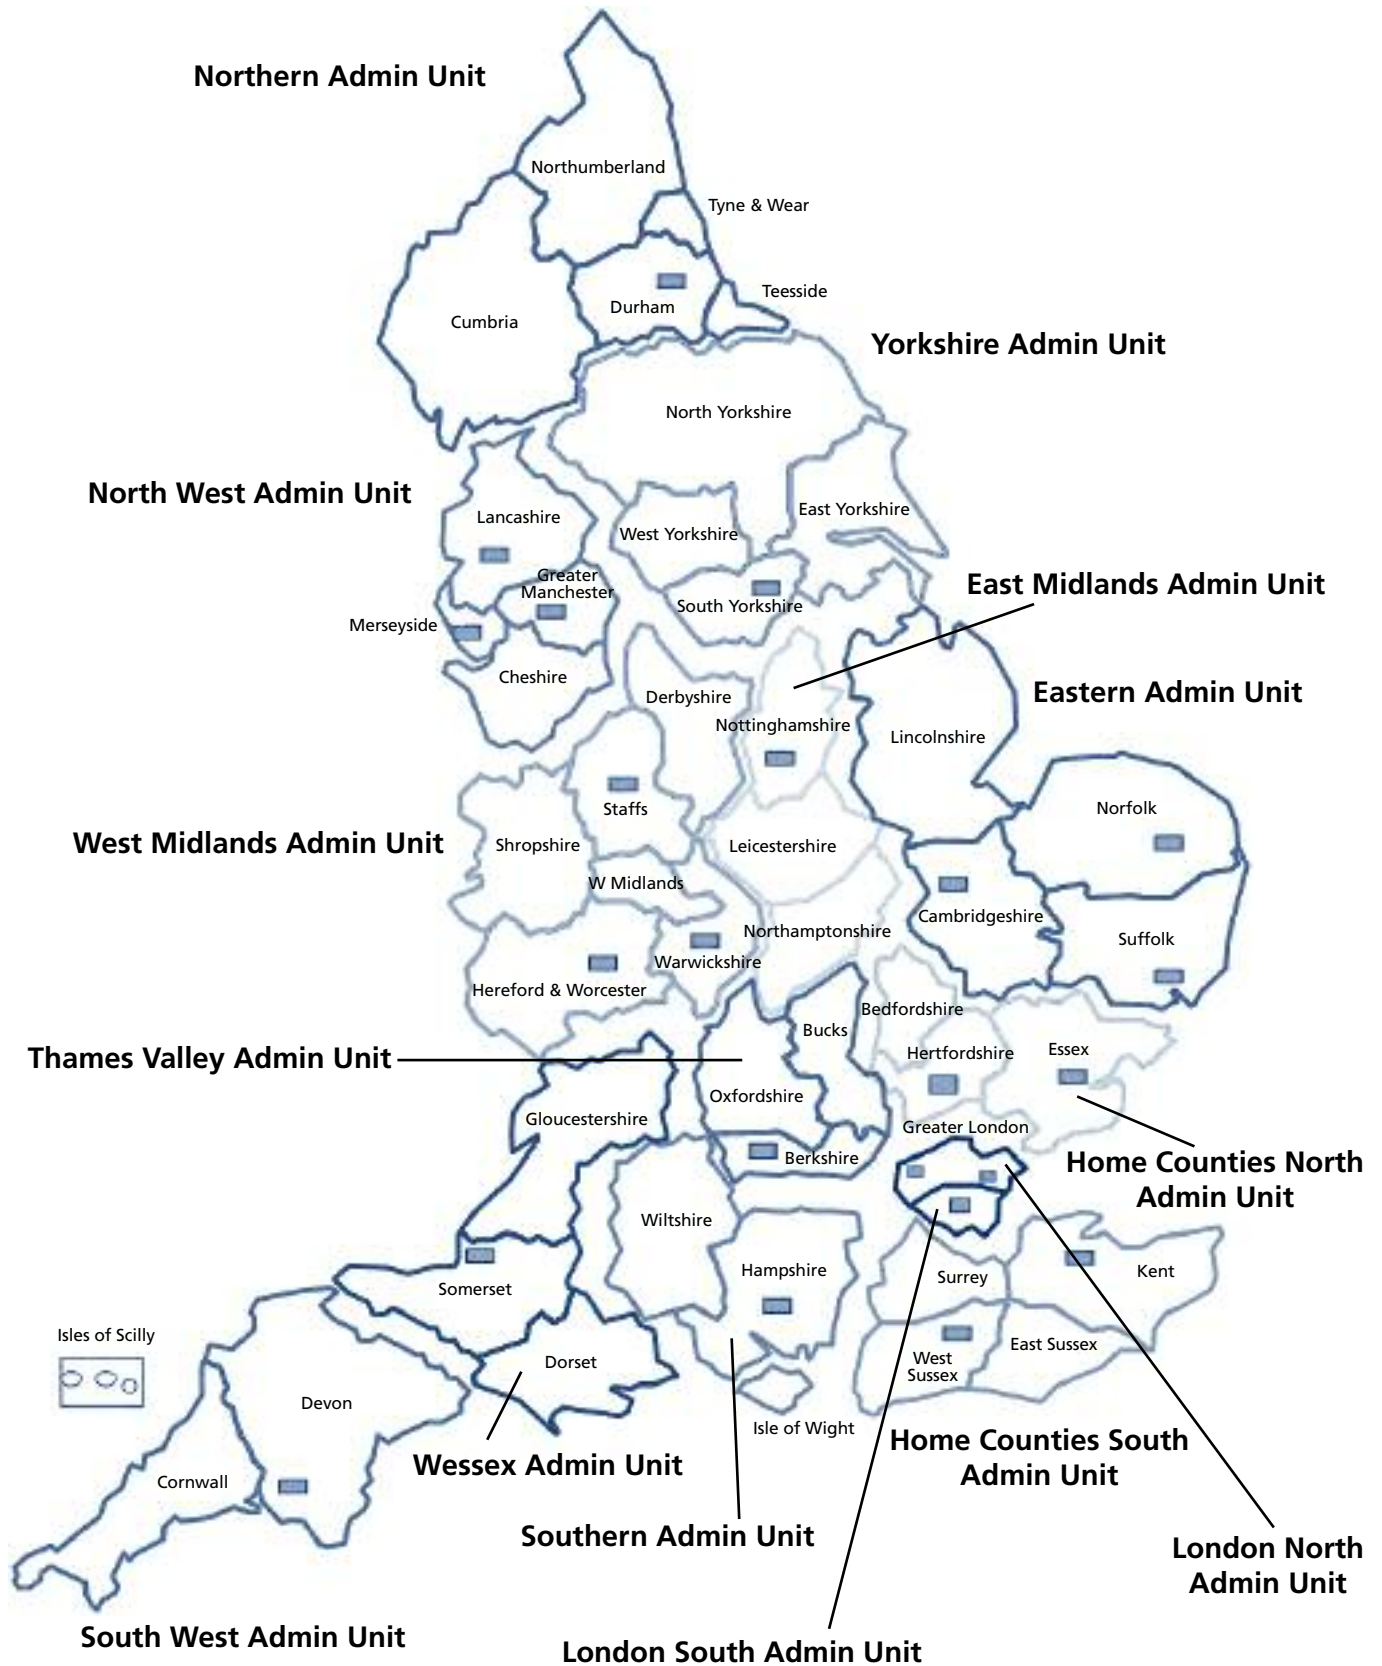 Northern Admin Unit
Northumberland
Tyne & Wear
Teesside
Durham
Cumbria
Yorkshire Admin Unit
North Yorkshire
North West Admin Unit
Lancashire
West Yorkshire
East Yorkshire
Greater
Manchester
South Yorkshire
East Midlands Admin Unit
Merseyside
Cheshire
Derbyshire
Eastern Admin Unit
Nottinghamshire
Lincolnshire
Staffs
Norfolk
West Midlands Admin Unit
Shropshire
Leicestershire
W Midlands
Cambridgeshire
Northamptonshire
Suffolk
Warwickshire
Hereford & Worcester
Bedfordshire
Bucks
Thames Valley Admin Unit
Hertfordshire
Essex
Oxfordshire
Gloucestershire
Greater London
Berkshire
Home Counties North
Admin Unit
Wiltshire
Hampshire
Surrey
Kent
Somerset
Isles of Scilly
East Sussex
West
Sussex
Dorset
Devon
Isle of Wight
Home Counties South
Admin Unit
Wessex Admin Unit
Cornwall
Southern Admin Unit
London North
Admin Unit
South West Admin Unit
London South Admin Unit